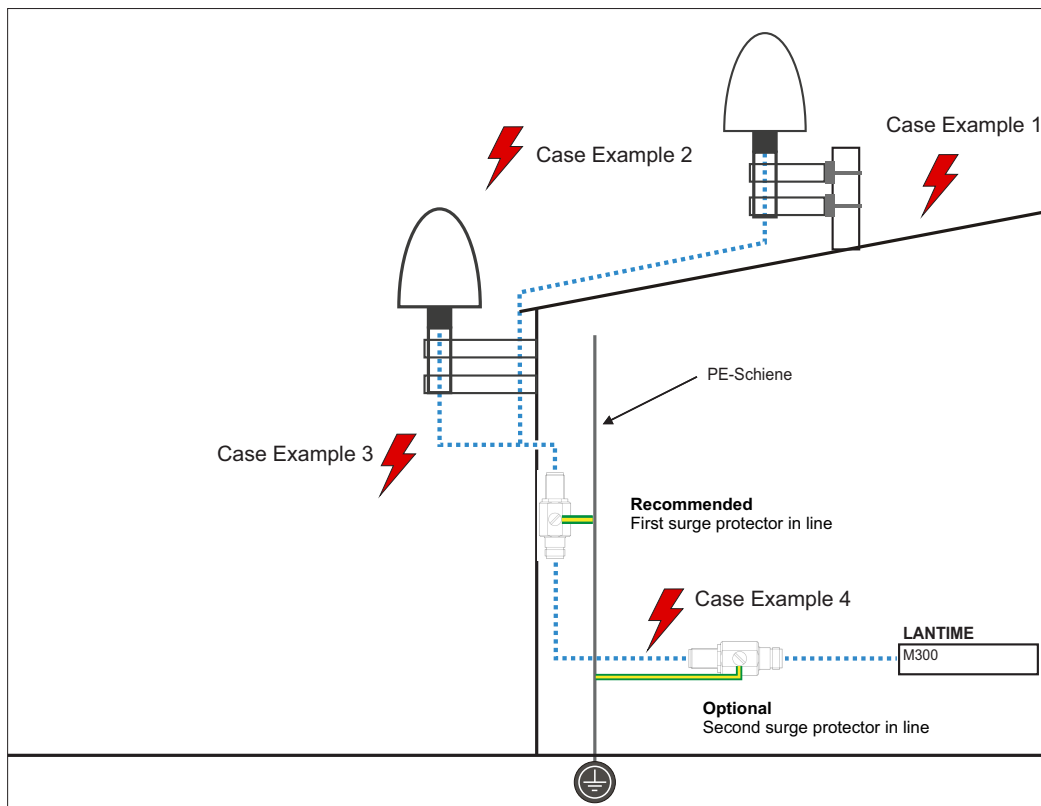 Case Example 1
Case Example 2
PE-Schiene
Case Example 3
Recommended
First surge protector in line
Case Example 4
LANTIME
M300
Optional
Second surge protector in line